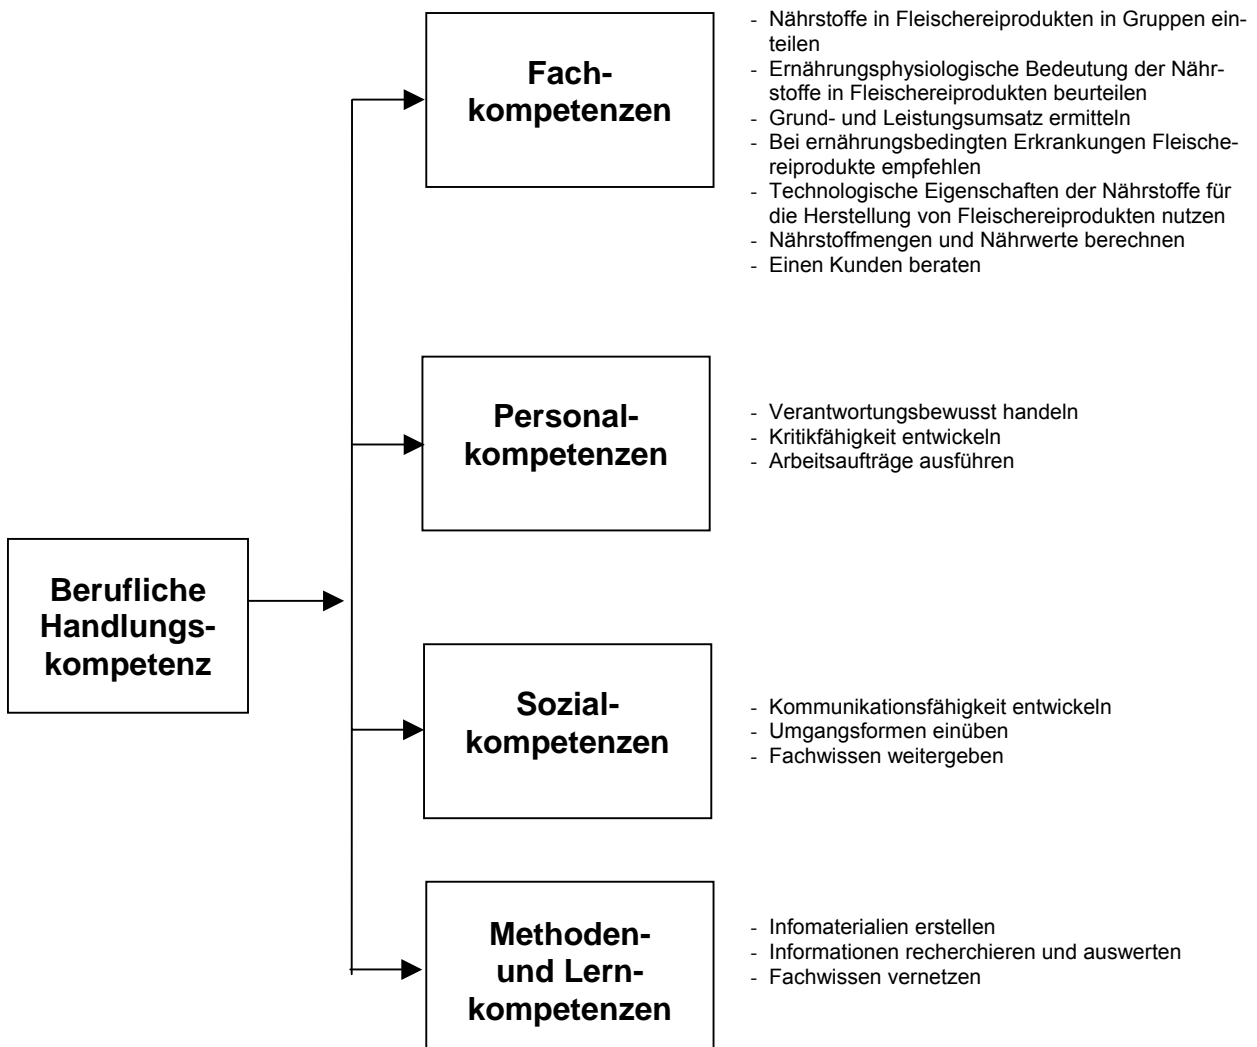 Fach-
kompetenzen
- Nährstoffe in Fleischereiprodukten in Gruppen ein-
teilen
- Ernährungsphysiologische Bedeutung der Nähr-
stoffe in Fleischereiprodukten beurteilen
- Grund- und Leistungsumsatz ermitteln
- Bei ernährungsbedingten Erkrankungen Fleische-
reiprodukte empfehlen
- Technologische Eigenschaften der Nährstoffe für
die Herstellung von Fleischereiprodukten nutzen
- Nährstoffmengen und Nährwerte berechnen
- Einen Kunden beraten
Personal-
kompetenzen
- Verantwortungsbewusst handeln
- Kritikfähigkeit entwickeln
- Arbeitsaufträge ausführen
Berufliche
Handlungs-
kompetenz
Sozial-
kompetenzen
- Kommunikationsfähigkeit entwickeln
- Umgangsformen einüben
- Fachwissen weitergeben
Methoden-
und Lern-
kompetenzen
- Infomaterialien erstellen
- Informationen recherchieren und auswerten
- Fachwissen vernetzen